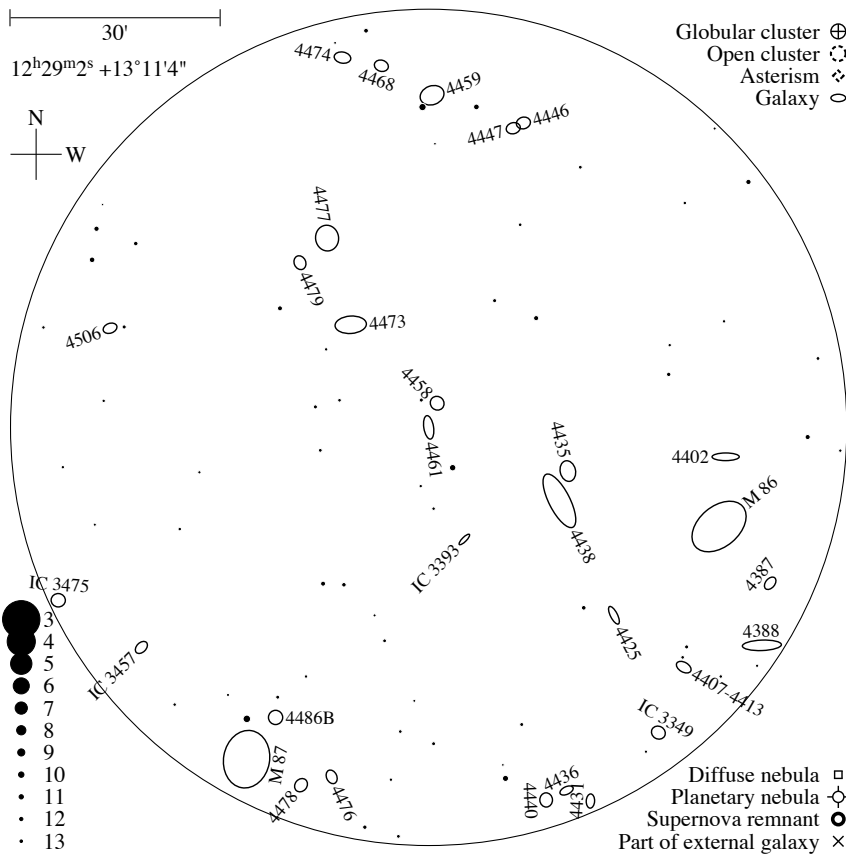 30'
12h29m2s +13°11'4"
N
W
Globular cluster
Open cluster
Asterism
Galaxy
4474
4468
4459
4447
4446
4477
4479
4473
4506
4458
4461
4435
4438
4402
M 86
IC 3393
4387
4388
4425
4407-4413
IC 3349
IC 3475
IC 3457
4486B
M 87
4478
4476
4440
4436
4431
3
4
5
6
7
8
9
10
11
12
13
Diffuse nebula
Planetary nebula
Supernova remnant
Part of external galaxy